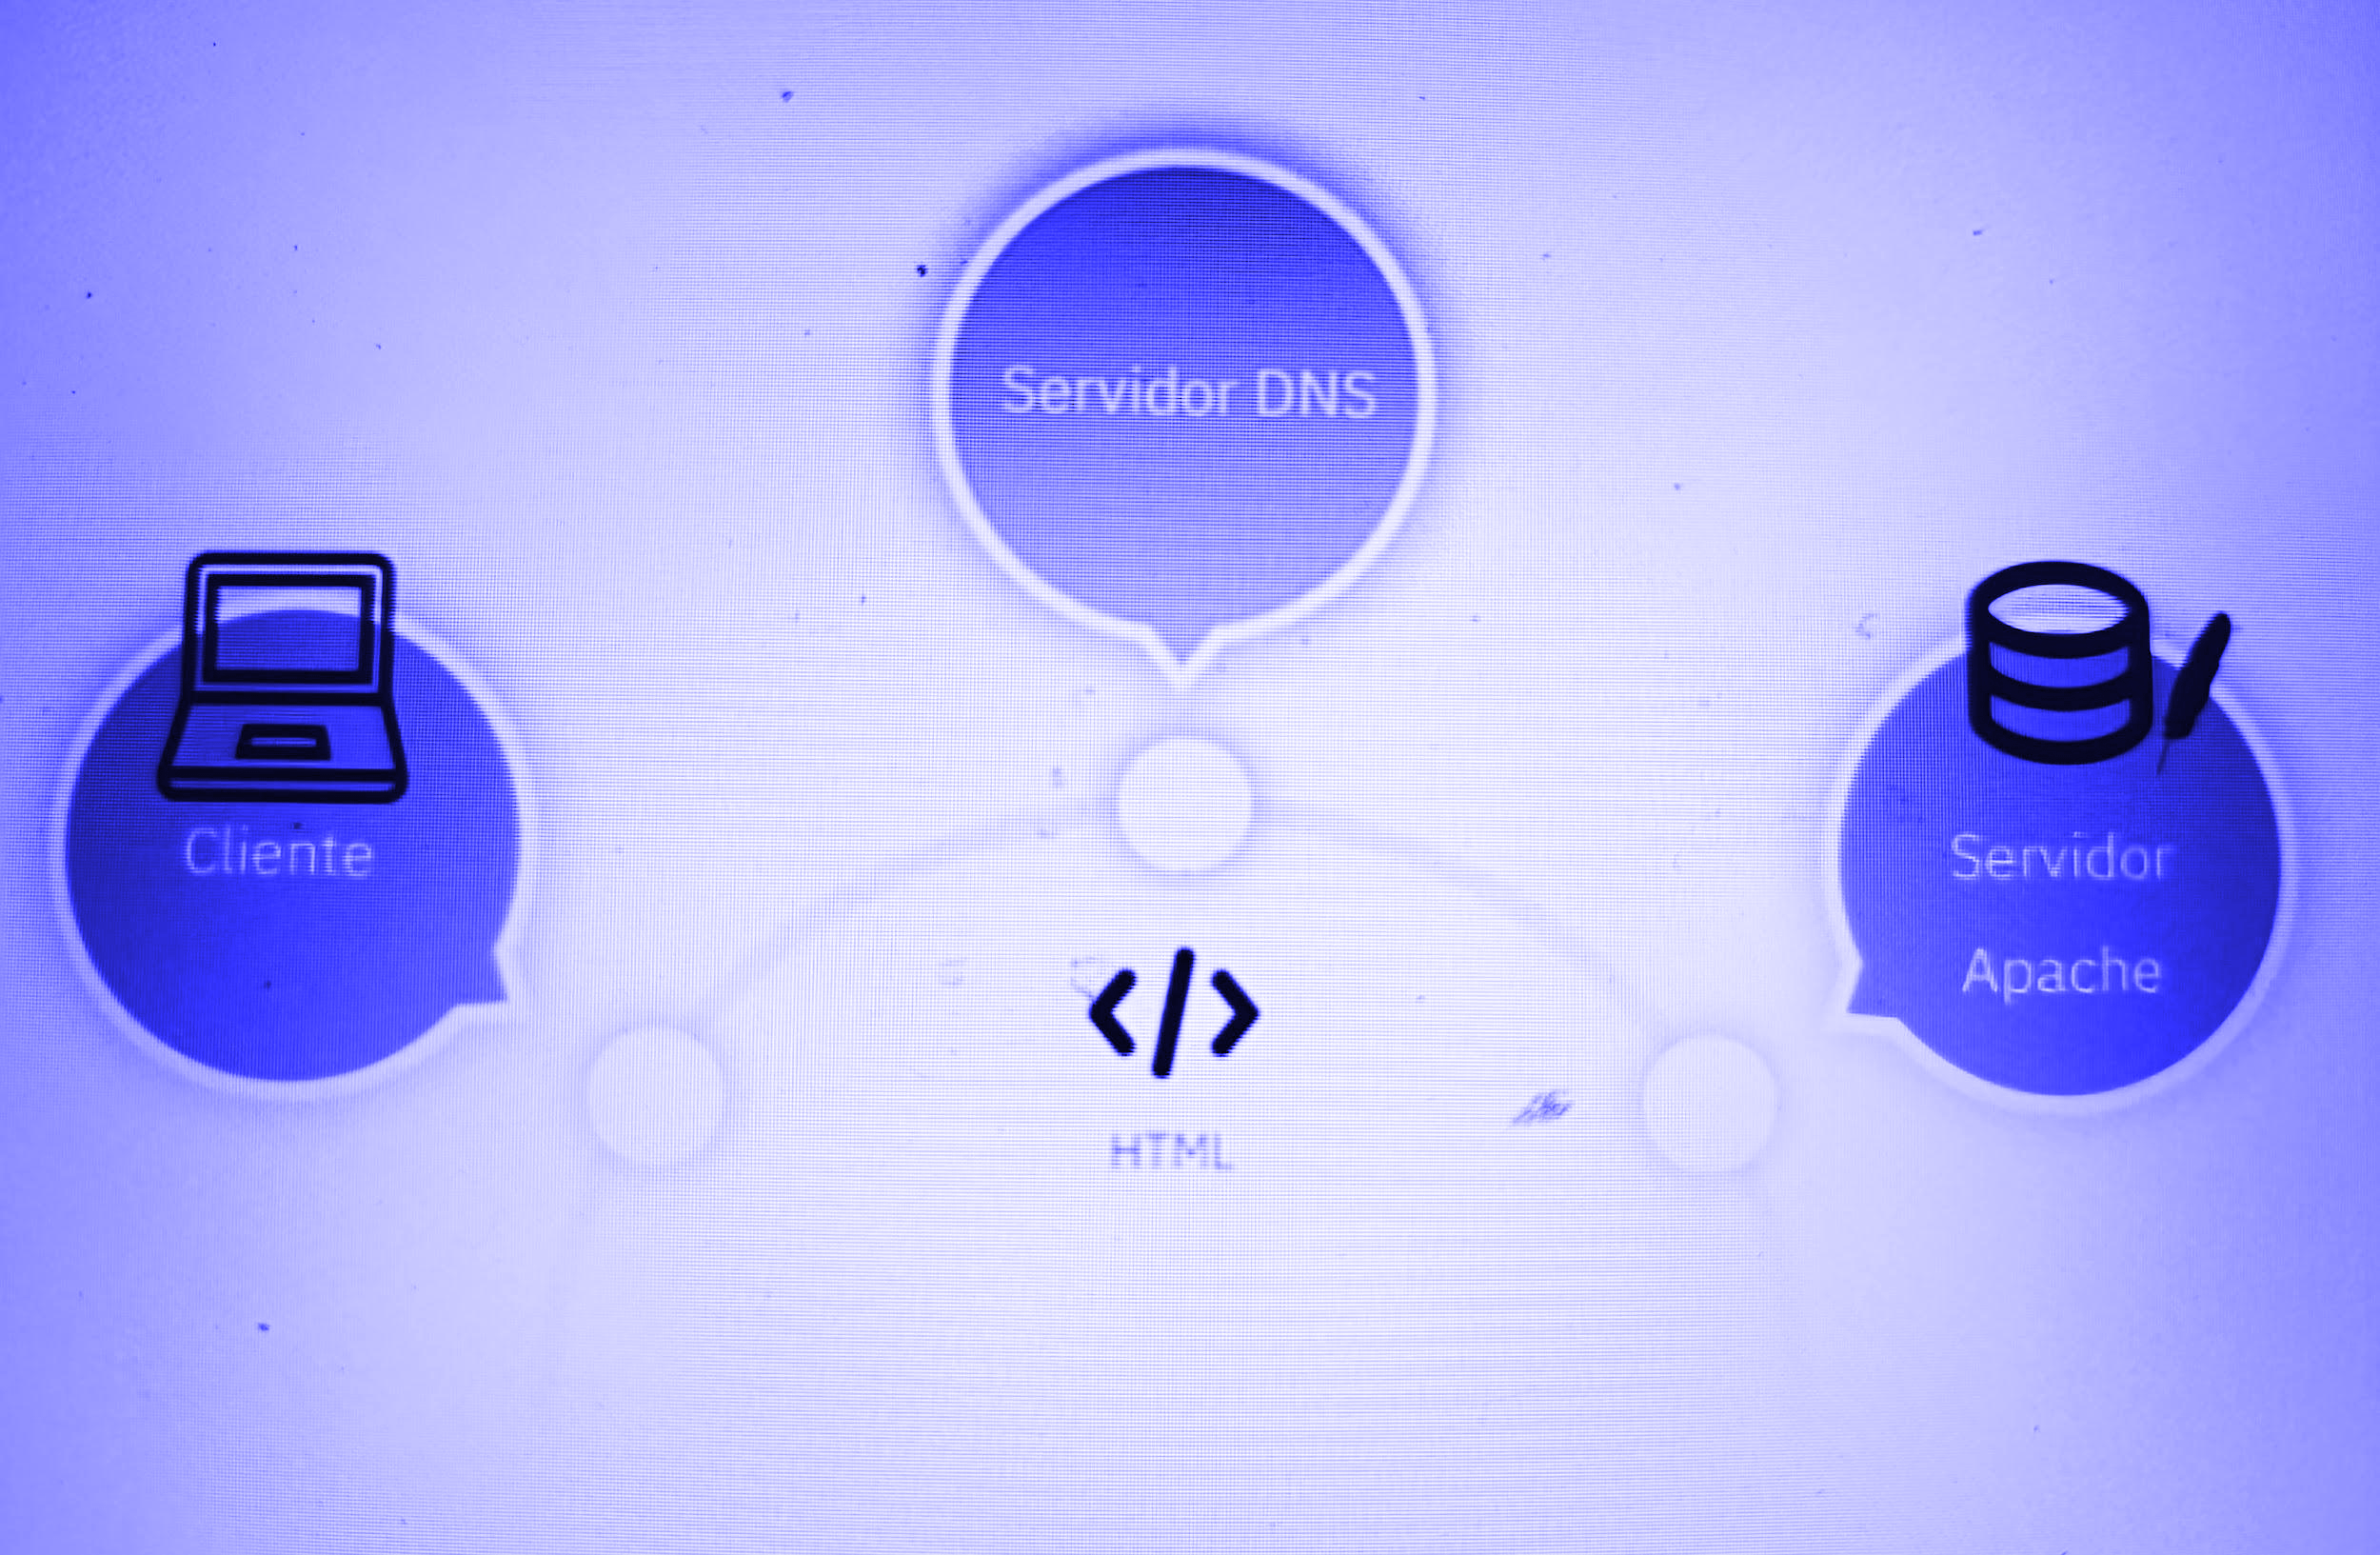 Servidor DNS
Cliente
Servidor
Apache
HTML